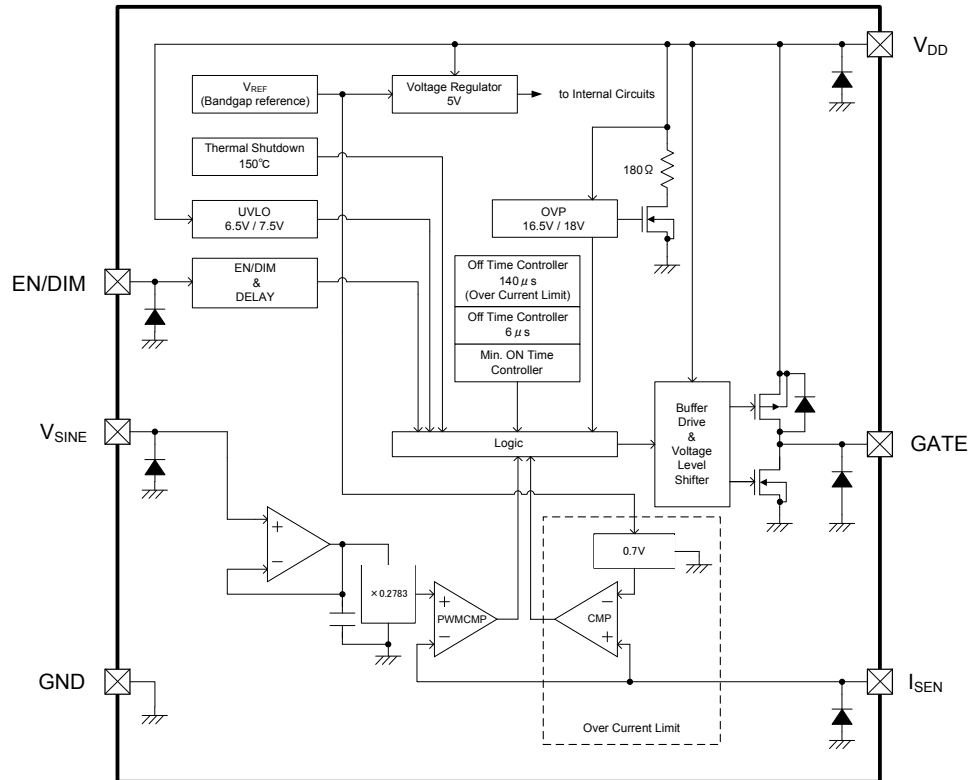 VDD
VREF
(Bandgap reference)
Voltage Regulator
5V
to Internal Circuits
Thermal Shutdown
150℃
180Ω
UVLO
6.5V / 7.5V
OVP
16.5V / 18V
EN/DIM
EN/DIM
&
DELAY
Off Time Controller
140μs
(Over Current Limit)
Off Time Controller
6μs
Min. ON Time
Controller
Buffer
Drive
&
Voltage
Level
Shifter
VSINE
Logic
GATE
+
−
×0.2783
+
PWMCMP
−
0.7V
−
CMP
+
GND
ISEN
Over Current Limit